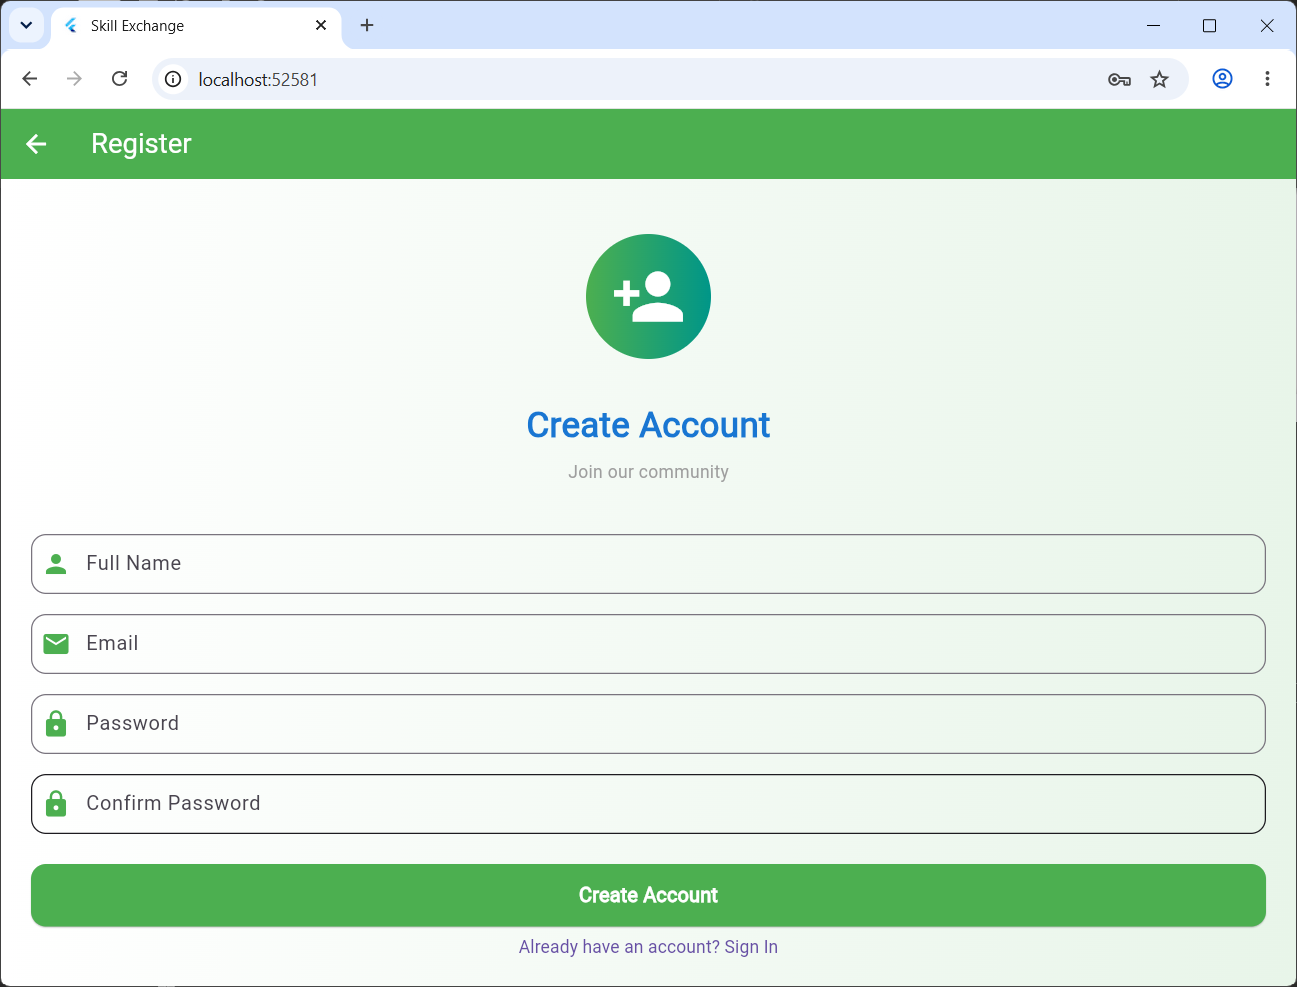 Skill Exchange
localhost:52581
Register
Create Account
Join our community
Full Name
Email
Password
Confirm Password
Create Account
Already have an account? Sign In